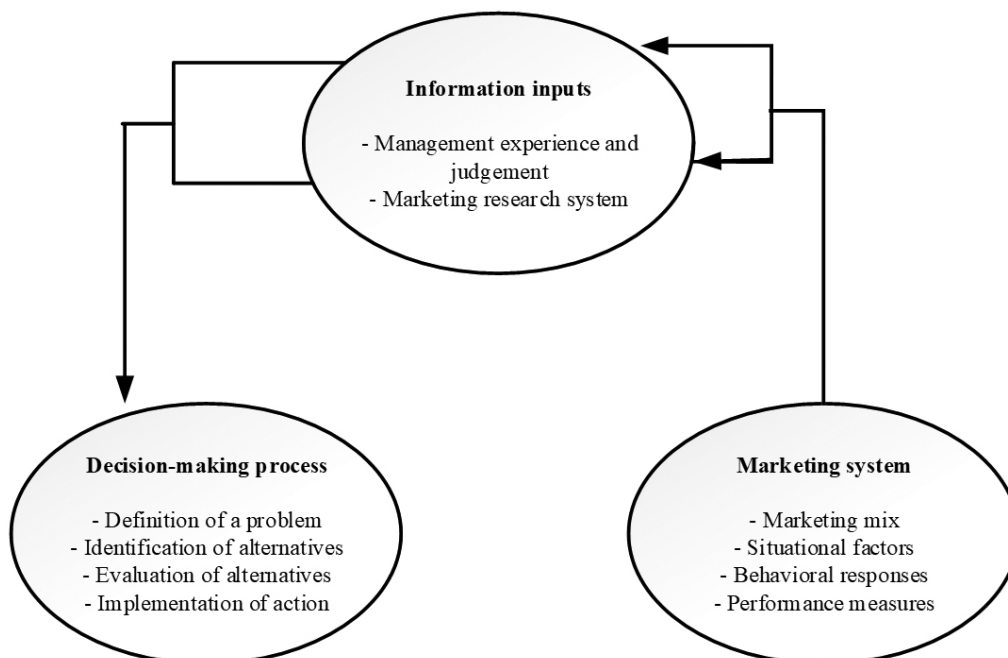 Information inputs
- Management experience and
judgement
- Marketing research system
Decision-making process
- Definition of a problem
- Identification of alternatives
- Evaluation of alternatives
- Implementation of action
Marketing system
- Marketing mix
- Situational factors
- Behavioral responses
- Performance measures